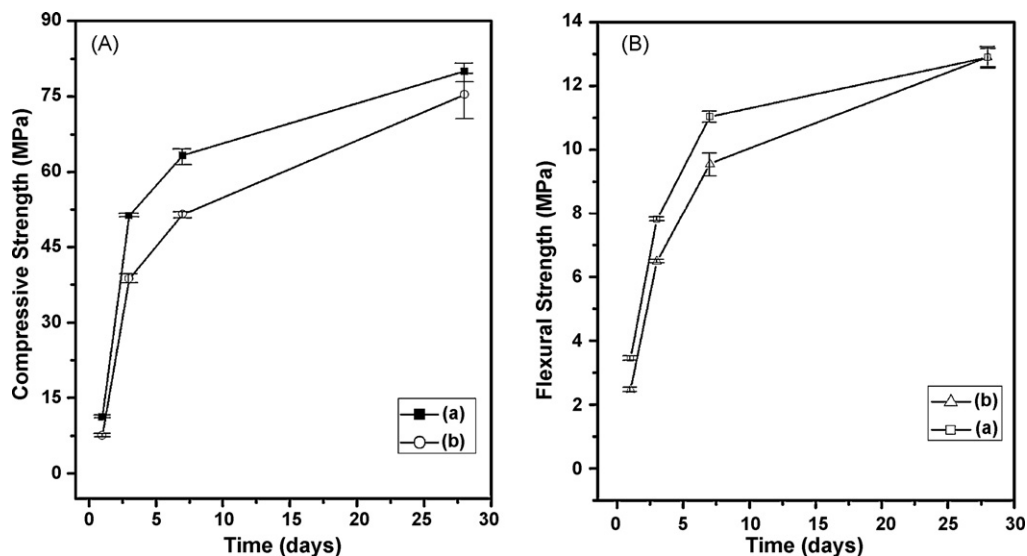 (A)
Compressive Strength (MPa)
90
75
60
45
30
15
0
0 5 10 15 20 25 30
Time (days)
(a)
(b)
(B)
Flexural Strength (MPa)
14
12
10
8
6
4
2
0
0 5 10 15 20 25 30
Time (days)
(b)
(a)